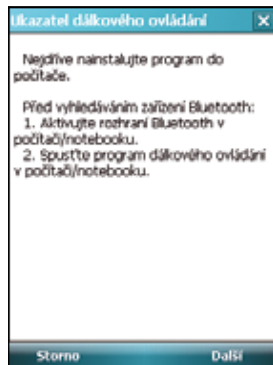 Ukazatel dálkového ovládání
Nejdříve nainstalujte program do
počítače.
Před vyhledáváním zařízení Bluetooth:
1. Aktivujte rozhraní Bluetooth v
počítači/notebooku.
2. Spusťte program dálkového ovládání
v počítači/notebooku.
Storno Další